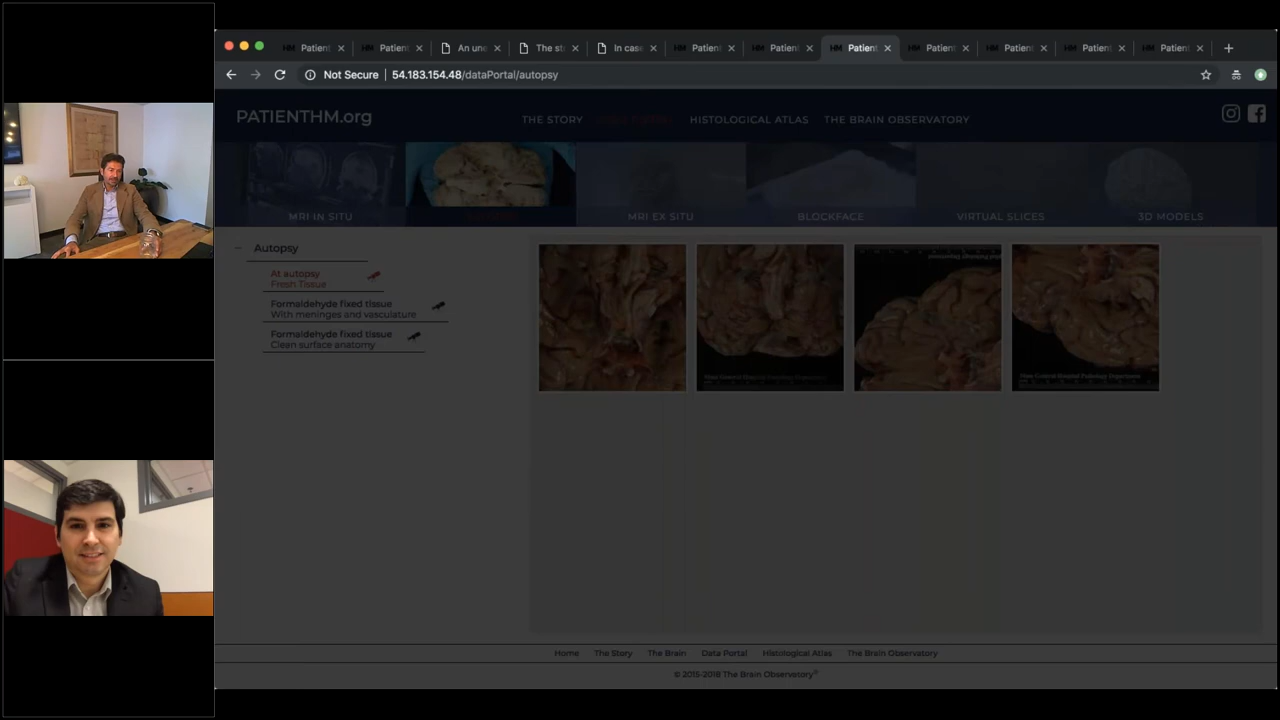 Patient
Patient
An une
The sto
In case
Patient
Patient
Patient
Patient
Patient
Patient
Patient
Not Secure 54.183.154.48/dataPortal/autopsy
PATIENTHM.org
THE STORY
HISTOLOGICAL ATLAS
THE BRAIN OBSERVATORY
MRI IN SITU
MRI EX SITU
BLOCKFACE
VIRTUAL SLICES
3D MODELS
Autopsy
At autopsy
Fresh Tissue
Formaldehyde fixed tissue
With meninges and vasculature
Formaldehyde fixed tissue
Clean surface anatomy
Home The Story The Brain Data Portal Histological Atlas The Brain Observatory
© 2015-2018 The Brain Observatory